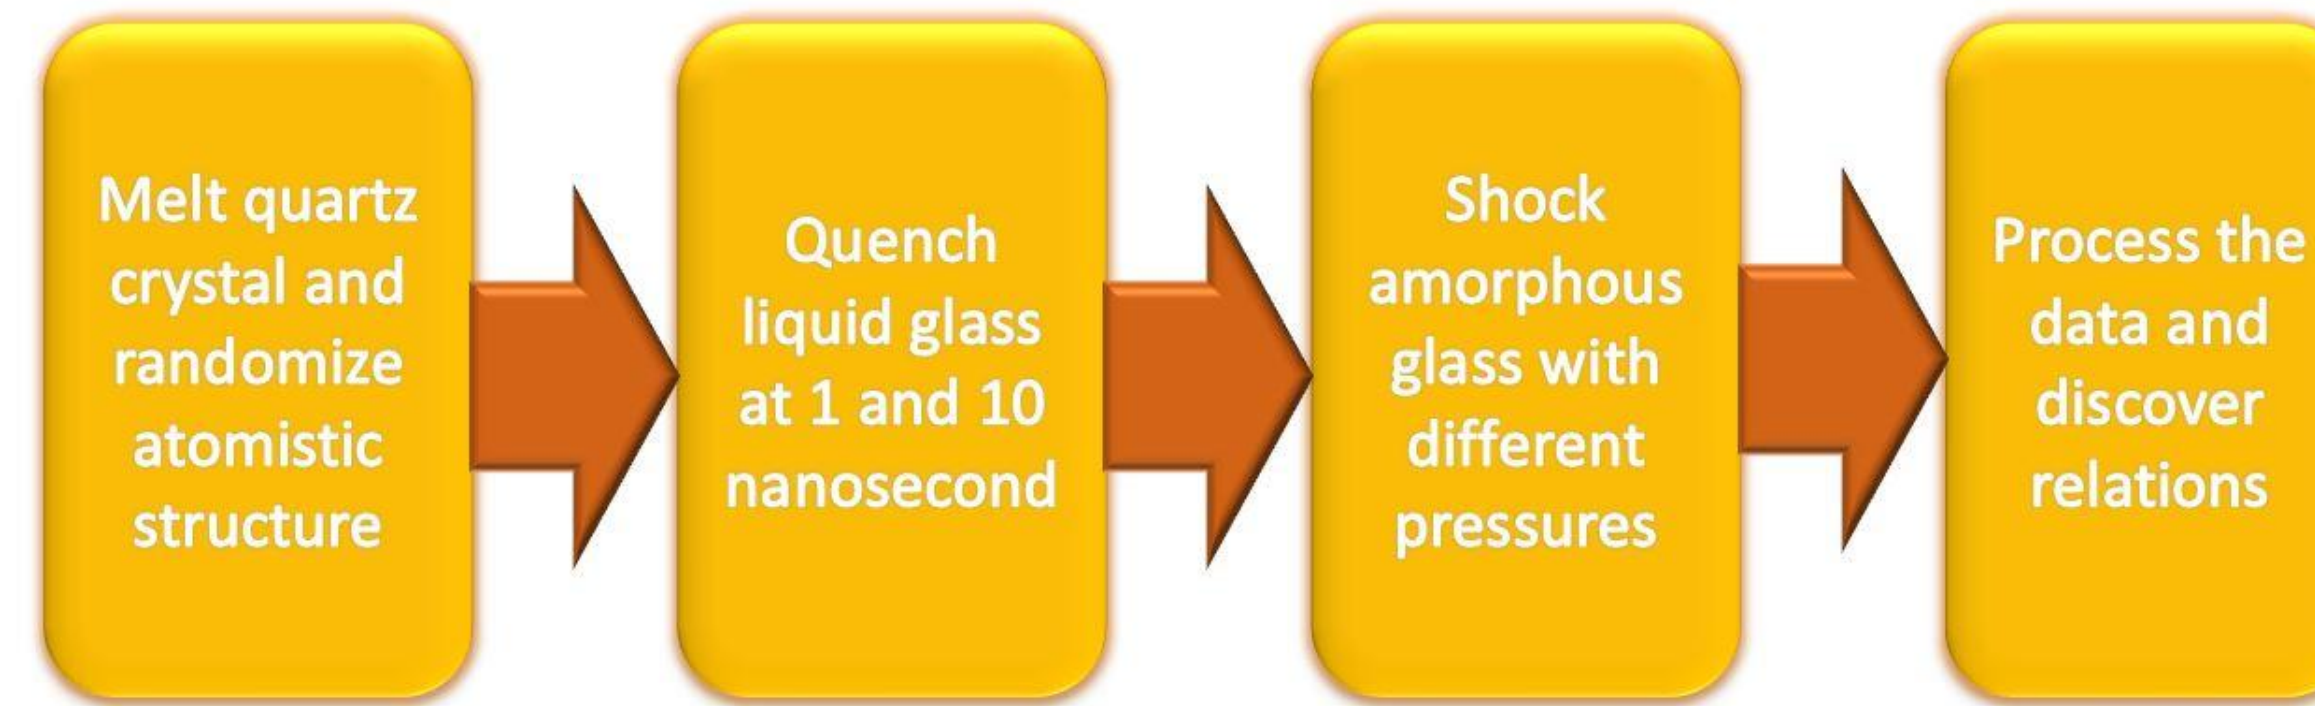 Melt quartz
crystal and
randomize
atomistic
structure
Quench
liquid glass
at 1 and 10
nanosecond
Shock
amorphous
glass with
different
pressures
Process the
data and
discover
relations